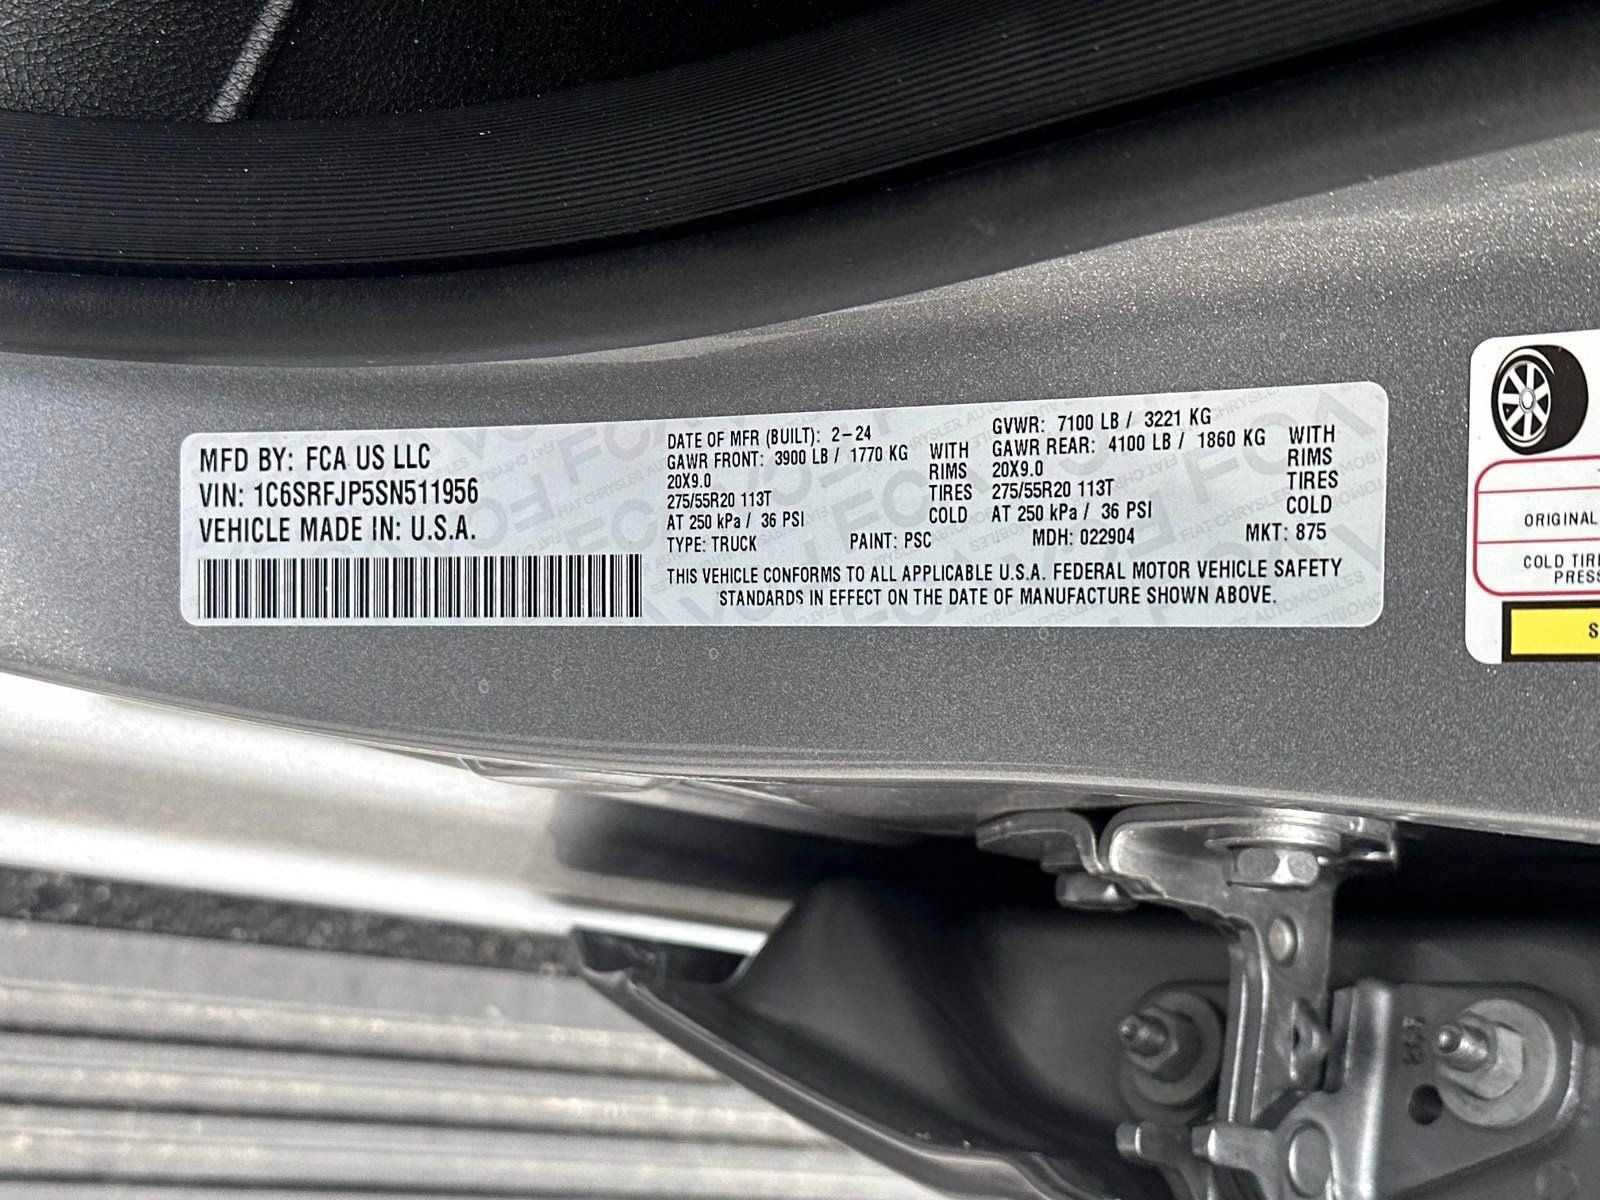 MFD BY: FCA US LLC
VIN: 1C6SRFJP5SN511956
VEHICLE MADE IN: U.S.A.
DATE OF MFR (BUILT): 2-24
GAWR FRONT: 3900 LB / 1770 KG WITH
20X9.0 RIMS
275/55R20 113T TIRES
AT 250 kPa / 36 PSI COLD
GVWR: 7100 LB / 3221 KG
GAWR REAR: 4100 LB / 1860 KG WITH
20X9.0 RIMS
275/55R20 113T TIRES
AT 250 kPa / 36 PSI COLD
TYPE: TRUCK PAINT: PSC MDH: 022904 MKT: 875
THIS VEHICLE CONFORMS TO ALL APPLICABLE U.S.A. FEDERAL MOTOR VEHICLE SAFETY
STANDARDS IN EFFECT ON THE DATE OF MANUFACTURE SHOWN ABOVE.
ORIGINAL
COLD TIRE
PRESS
S